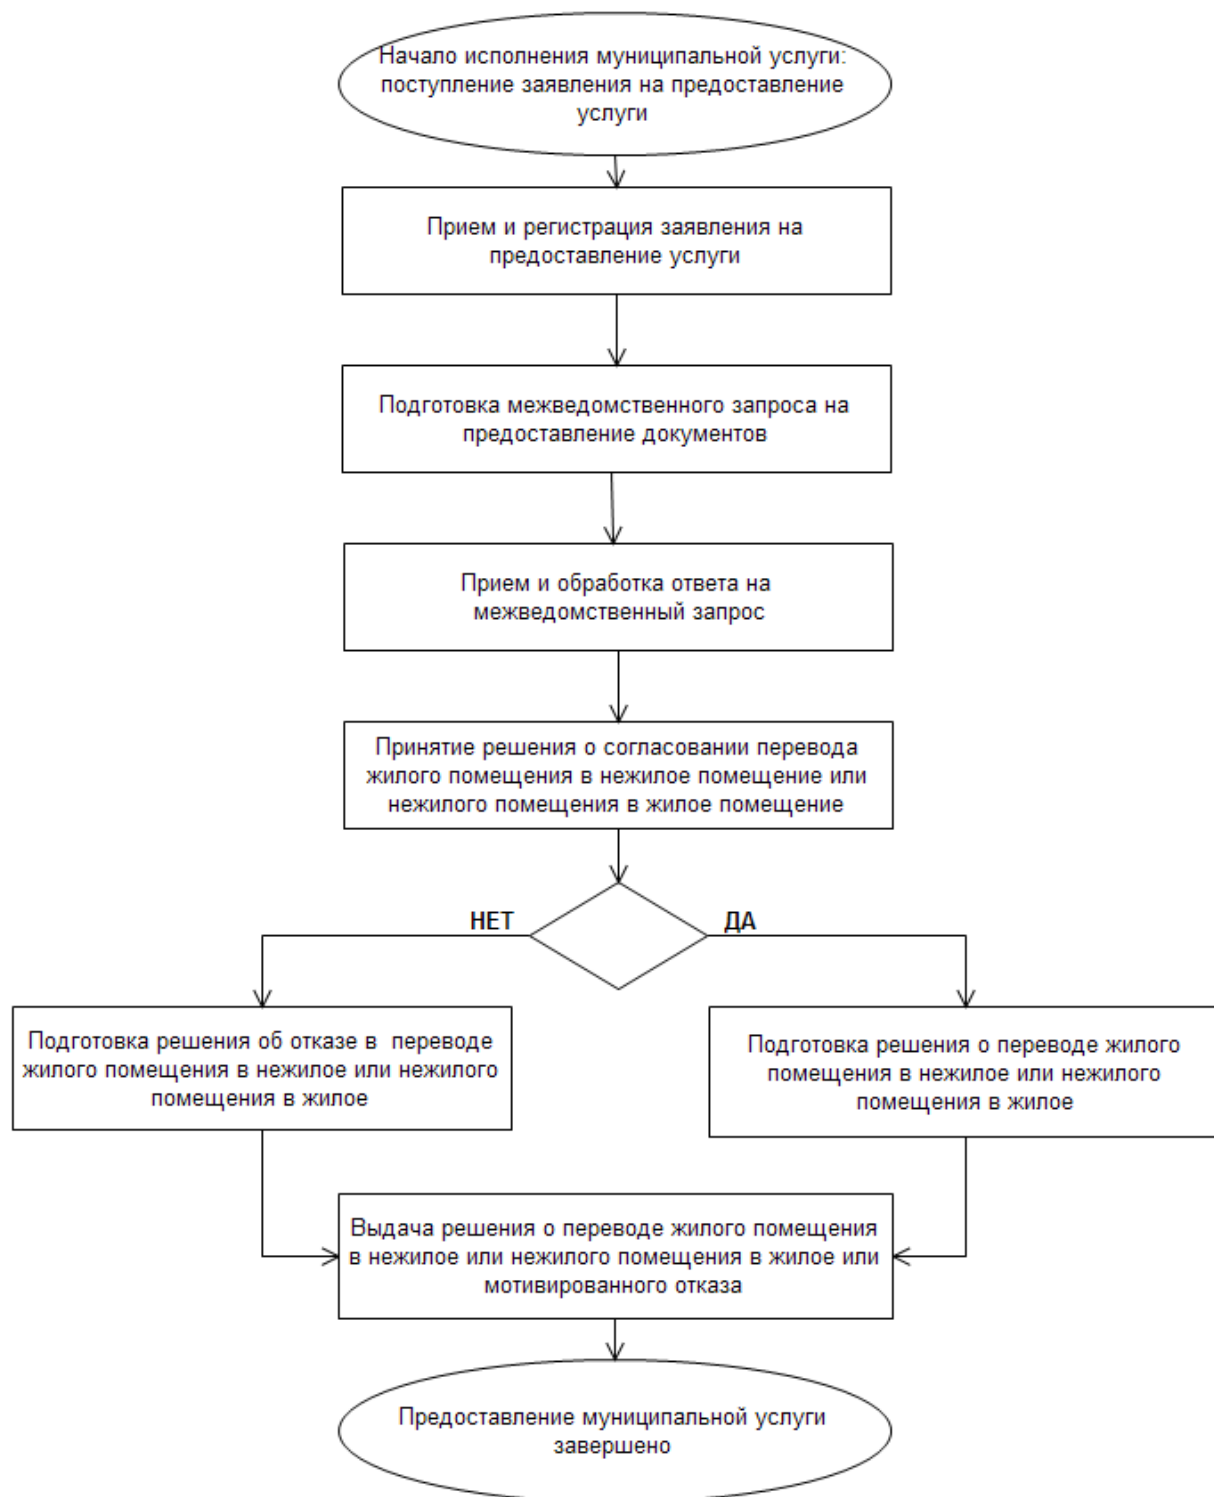 Начало исполнения муниципальной услуги:
поступление заявления на предоставление
услуги
Прием и регистрация заявления на
предоставление услуги
Подготовка межведомственного запроса на
предоставление документов
Прием и обработка ответа на
межведомственный запрос
Принятие решения о согласовании перевода
жилого помещения в нежилое помещение или
нежилого помещения в жилое помещение
НЕТ
ДА
Подготовка решения об отказе в  переводе
жилого помещения в нежилое или нежилого
помещения в жилое
Подготовка решения о переводе жилого
помещения в нежилое или нежилого
помещения в жилое
Выдача решения о переводе жилого помещения
в нежилое или нежилого помещения в жилое или
мотивированного отказа
Предоставление муниципальной услуги
завершено